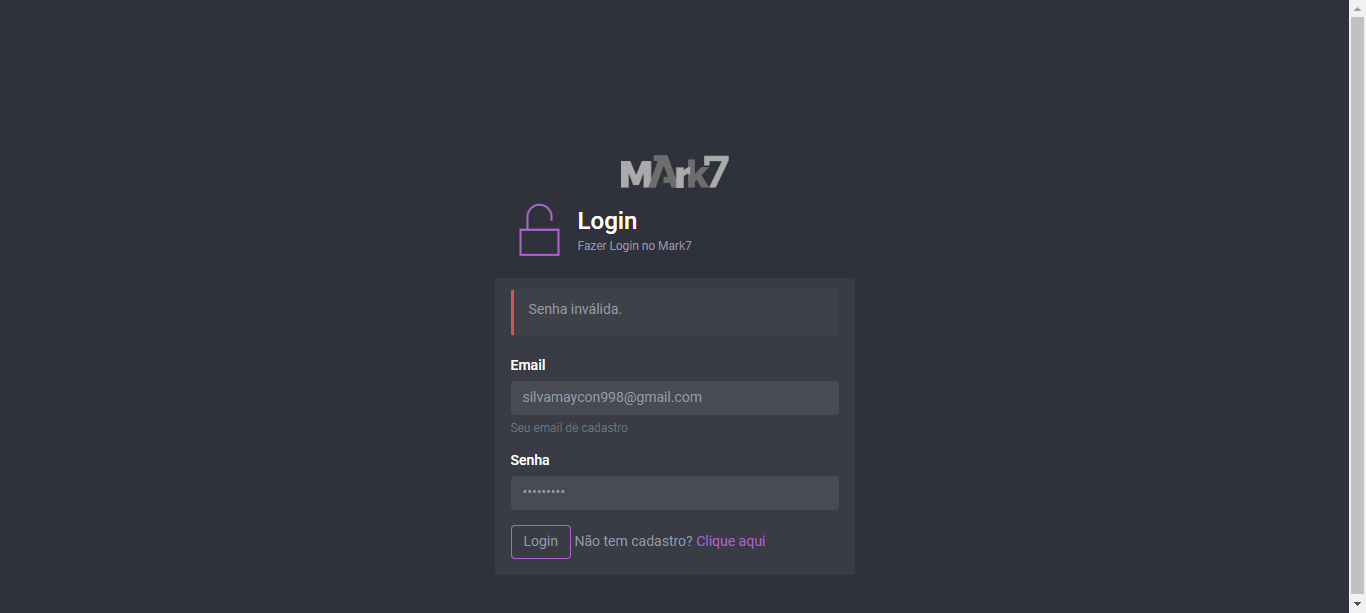 MArk7
Login
Fazer Login no Mark7
Senha inválida.
Email
silvamaycon998@gmail.com
Seu email de cadastro
Senha
•••••••••
Login Não tem cadastro? Clique aqui